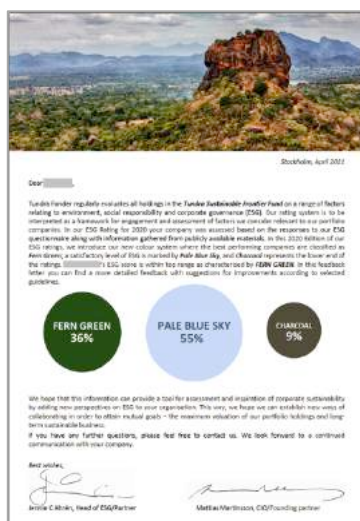 Stockholm, April 2021
Dear
Tundra Fonder regularly evaluates all holdings in the Tundra Sustainable Frontier Fund on a range of factors
relating to environment, social responsibility and corporate governance (ESG). Our rating system is to be
interpreted as a framework for engagement and assessment of factors we consider relevant to our portfolio
companies. In our ESG Rating for 2020 your company was assessed based on the responses to our ESG
questionnaire along with information gathered from publicly available materials. In this 2020 Edition of our
ESG ratings, we introduce our new colour system where the best performing companies are classified as
Fern Green; a satisfactory level of ESG is marked by Pale Blue Sky, and Charcoal represents the lower end of
the ratings. ESG score is within the range as characterised by FERN GREEN. In this feedback
letter you can find a more detailed feedback with suggestions for improvements according to selected
guidelines.
FERN GREEN
36%
PALE BLUE SKY
55%
CHARCOAL
9%
We hope that this information can provide a tool for assessment and inspiration of corporate sustainability
by adding new perspectives on ESG to your organisation. This way, we hope we can establish new ways of
collaborating in order to attain mutual goals – the maximum valuation of our portfolio holdings and long-
term sustainable business.
If you have any further questions, please feel free to contact us. We look forward to a continued
communication with your company.
Best wishes,
Head of ESG/Partner
Mattias Martinsson, CIO/Founding partner